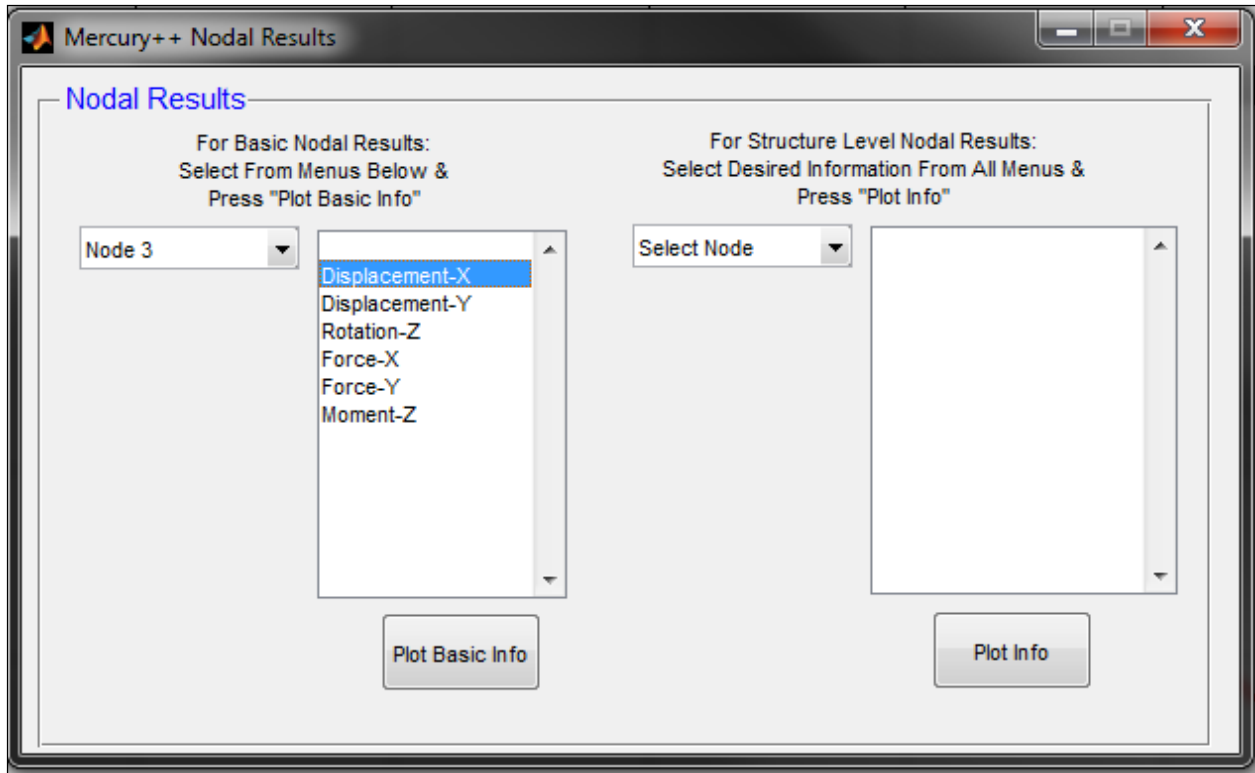 Mercury++ Nodal Results
Nodal Results
For Basic Nodal Results:
Select From Menus Below &
Press "Plot Basic Info"
Node 3
Displacement-X
Displacement-Y
Rotation-Z
Force-X
Force-Y
Moment-Z
Plot Basic Info
For Structure Level Nodal Results:
Select Desired Information From All Menus &
Press "Plot Info"
Select Node
Plot Info